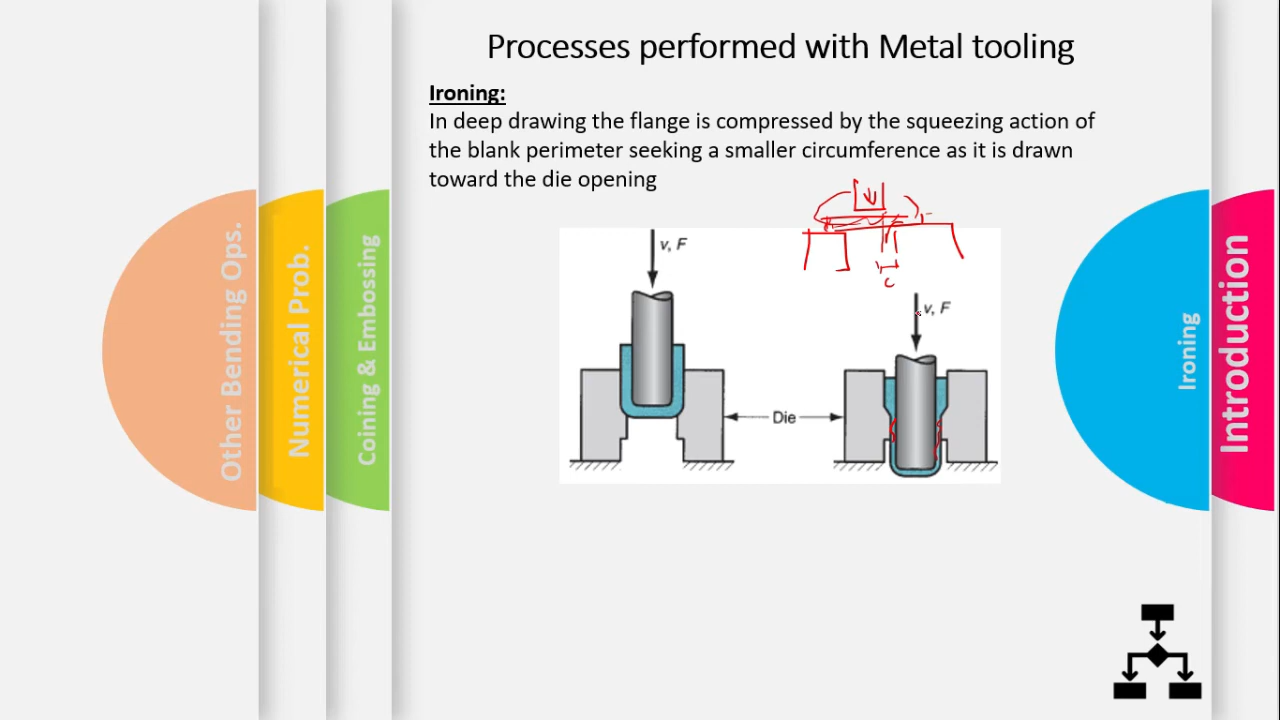 Processes performed with Metal tooling
Ironing:
In deep drawing the flange is compressed by the squeezing action of
the blank perimeter seeking a smaller circumference as it is drawn
toward the die opening
c
v, F
v, F
Die
Other Bending Ops.
Numerical Prob.
Coining & Embossing
Ironing
Introduction